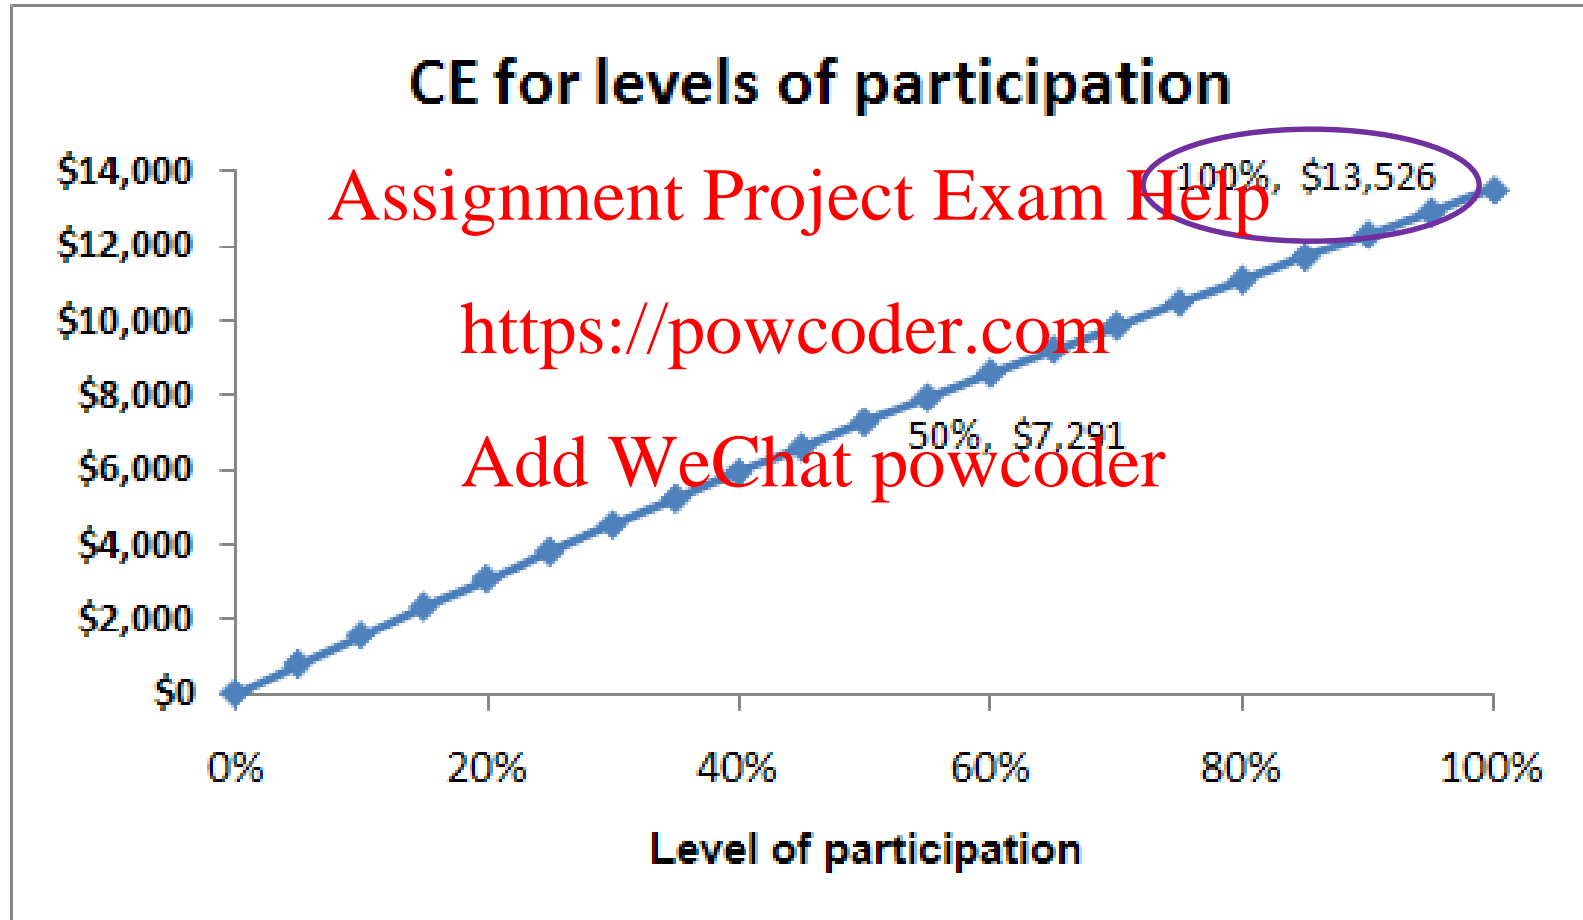 CE for levels of participation
$14,000
100%, $13,526
Assignment Project Exam Help
$12,000
$10,000
https://powcoder.com
$8,000
50%, $7,291
$6,000
Add WeChat powcoder
$4,000
$2,000
$0
0% 20% 40% 60% 80% 100%
Level of participation